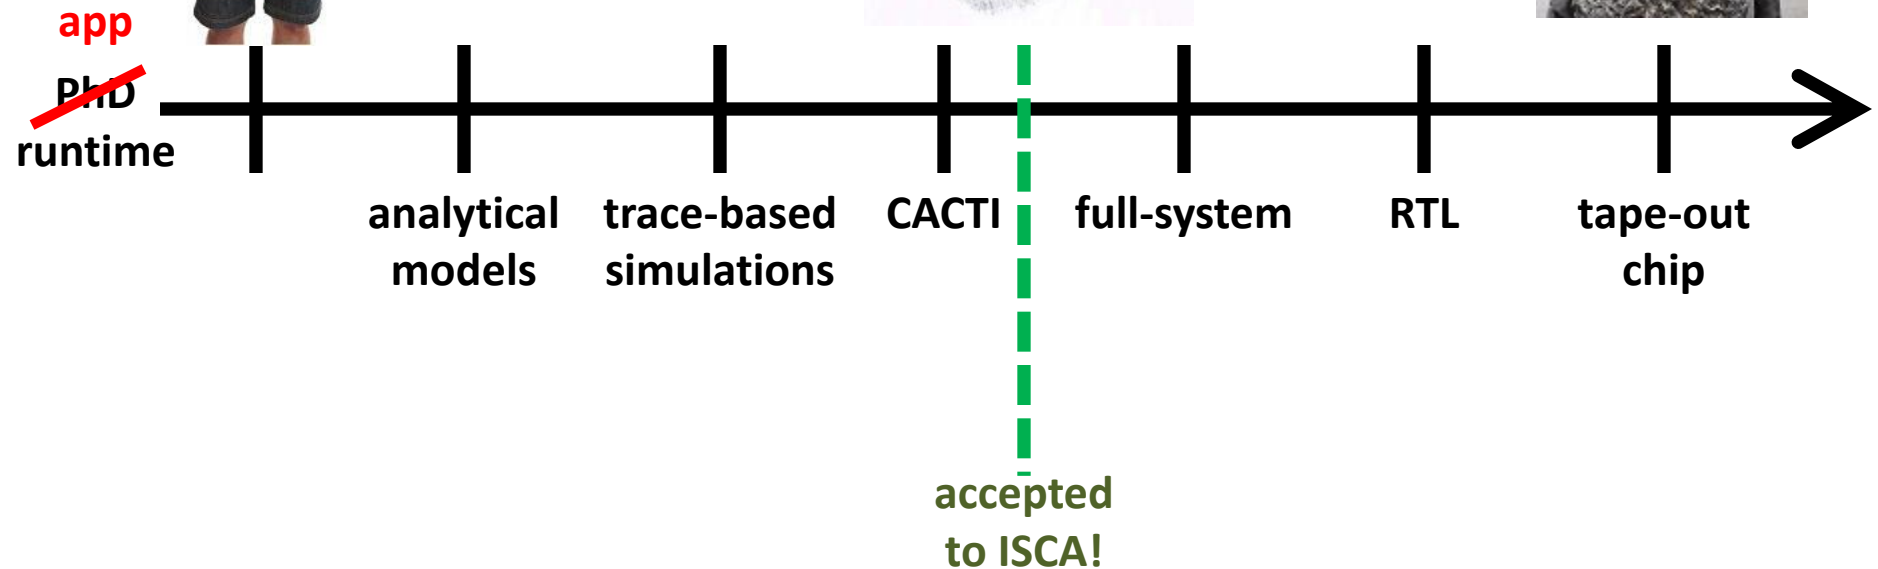 app
PhD
runtime
analytical
models
trace-based
simulations
CACTI
full-system
RTL
tape-out
chip
accepted
to ISCA!